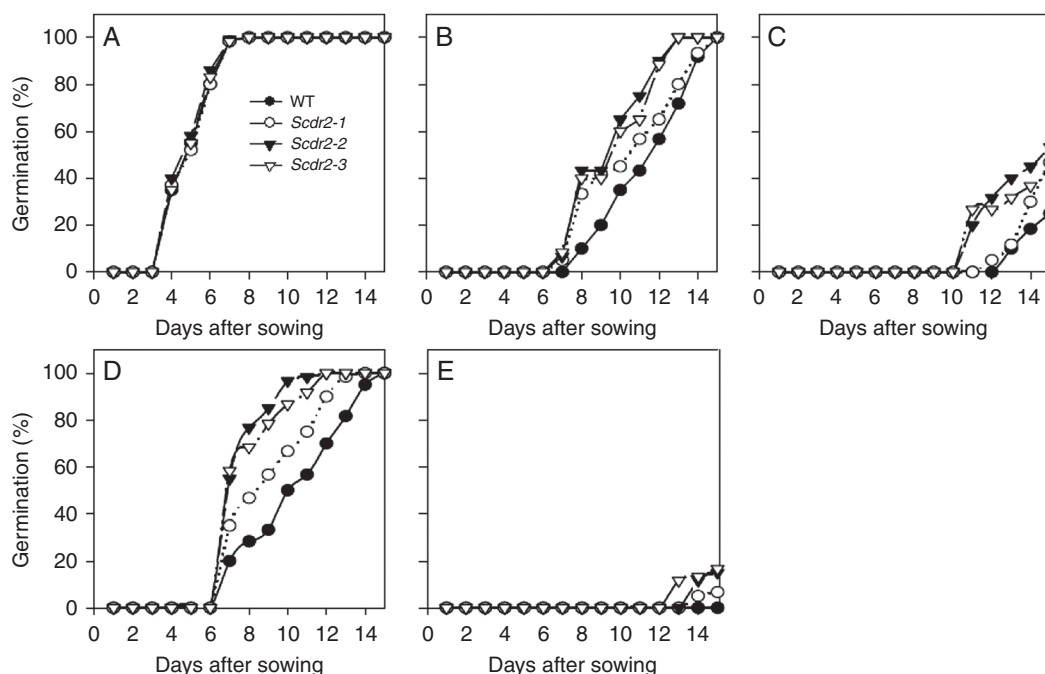 A
B
C
Germination (%)
100
80
60
40
20
0
WT
Scdr2-1
Scdr2-2
Scdr2-3
0 2 4 6 8 10 12 14
0 2 4 6 8 10 12 14
0 2 4 6 8 10 12 14
Days after sowing
Days after sowing
Days after sowing
D
E
Germination (%)
100
80
60
40
20
0
0 2 4 6 8 10 12 14
0 2 4 6 8 10 12 14
Days after sowing
Days after sowing